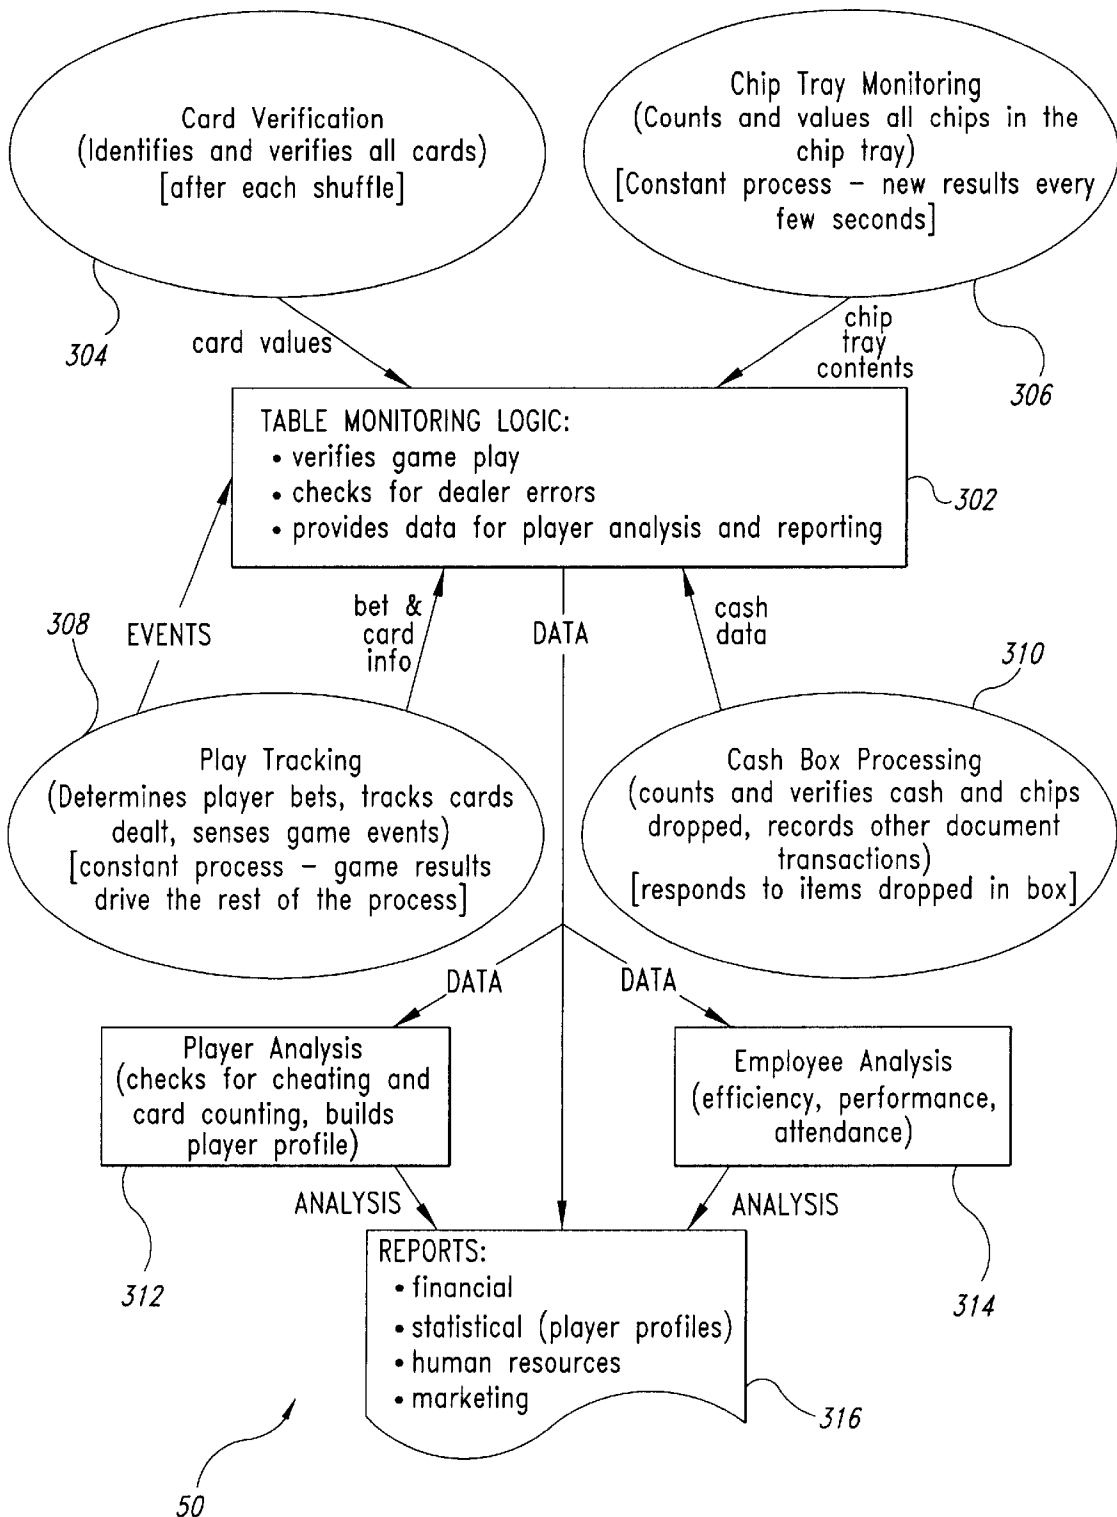 Card Verification
(Identifies and verifies all cards)
[after each shuffle]
304
Chip Tray Monitoring
(Counts and values all chips in the
chip tray)
[Constant process – new results every
few seconds]
306
card values
chip
tray
contents
TABLE MONITORING LOGIC:
• verifies game play
• checks for dealer errors
• provides data for player analysis and reporting
302
308
EVENTS
bet &
card
info
DATA
cash
data
310
Play Tracking
(Determines player bets, tracks cards
dealt, senses game events)
[constant process – game results
drive the rest of the process]
Cash Box Processing
(counts and verifies cash and chips
dropped, records other document
transactions)
[responds to items dropped in box]
DATA
DATA
Player Analysis
(checks for cheating and
card counting, builds
player profile)
312
Employee Analysis
(efficiency, performance,
attendance)
314
ANALYSIS
ANALYSIS
REPORTS:
• financial
• statistical (player profiles)
• human resources
• marketing
316
50